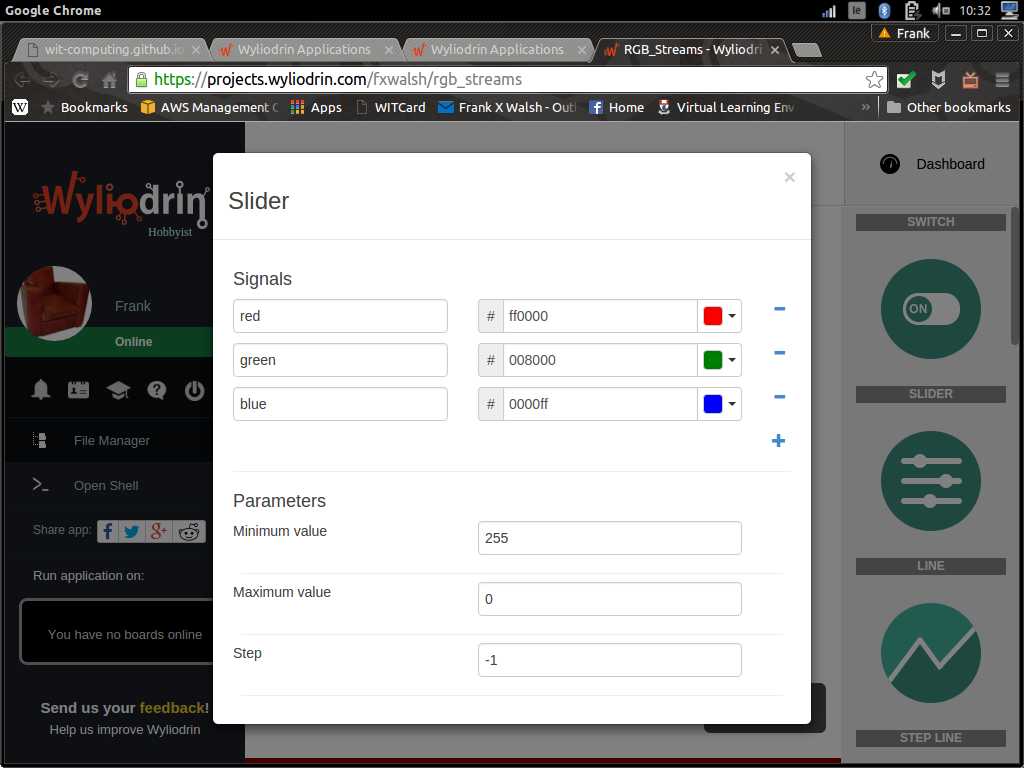 Google Chrome
le
10:32
Frank
wit-computing.github.io
Wyliodrin Applications
Wyliodrin Applications
RGB_Streams - Wyliodri
https://projects.wyliodrin.com/fxwalsh/rgb_streams
W
Bookmarks
AWS Management C
Apps
WITCard
Frank X Walsh - Outl
Home
Virtual Learning Env
»
Other bookmarks
Wyliodrin
Hobbyist
Frank
Online
File Manager
Open Shell
Share app:
f
g+
Run application on:
You have no boards online
Send us your feedback!
Help us improve Wyliodrin
Slider
×
Signals
red
# ff0000
green
# 008000
blue
# 0000ff
Parameters
Minimum value
255
Maximum value
0
Step
-1
Dashboard
SWITCH
ON
SLIDER
LINE
STEP LINE